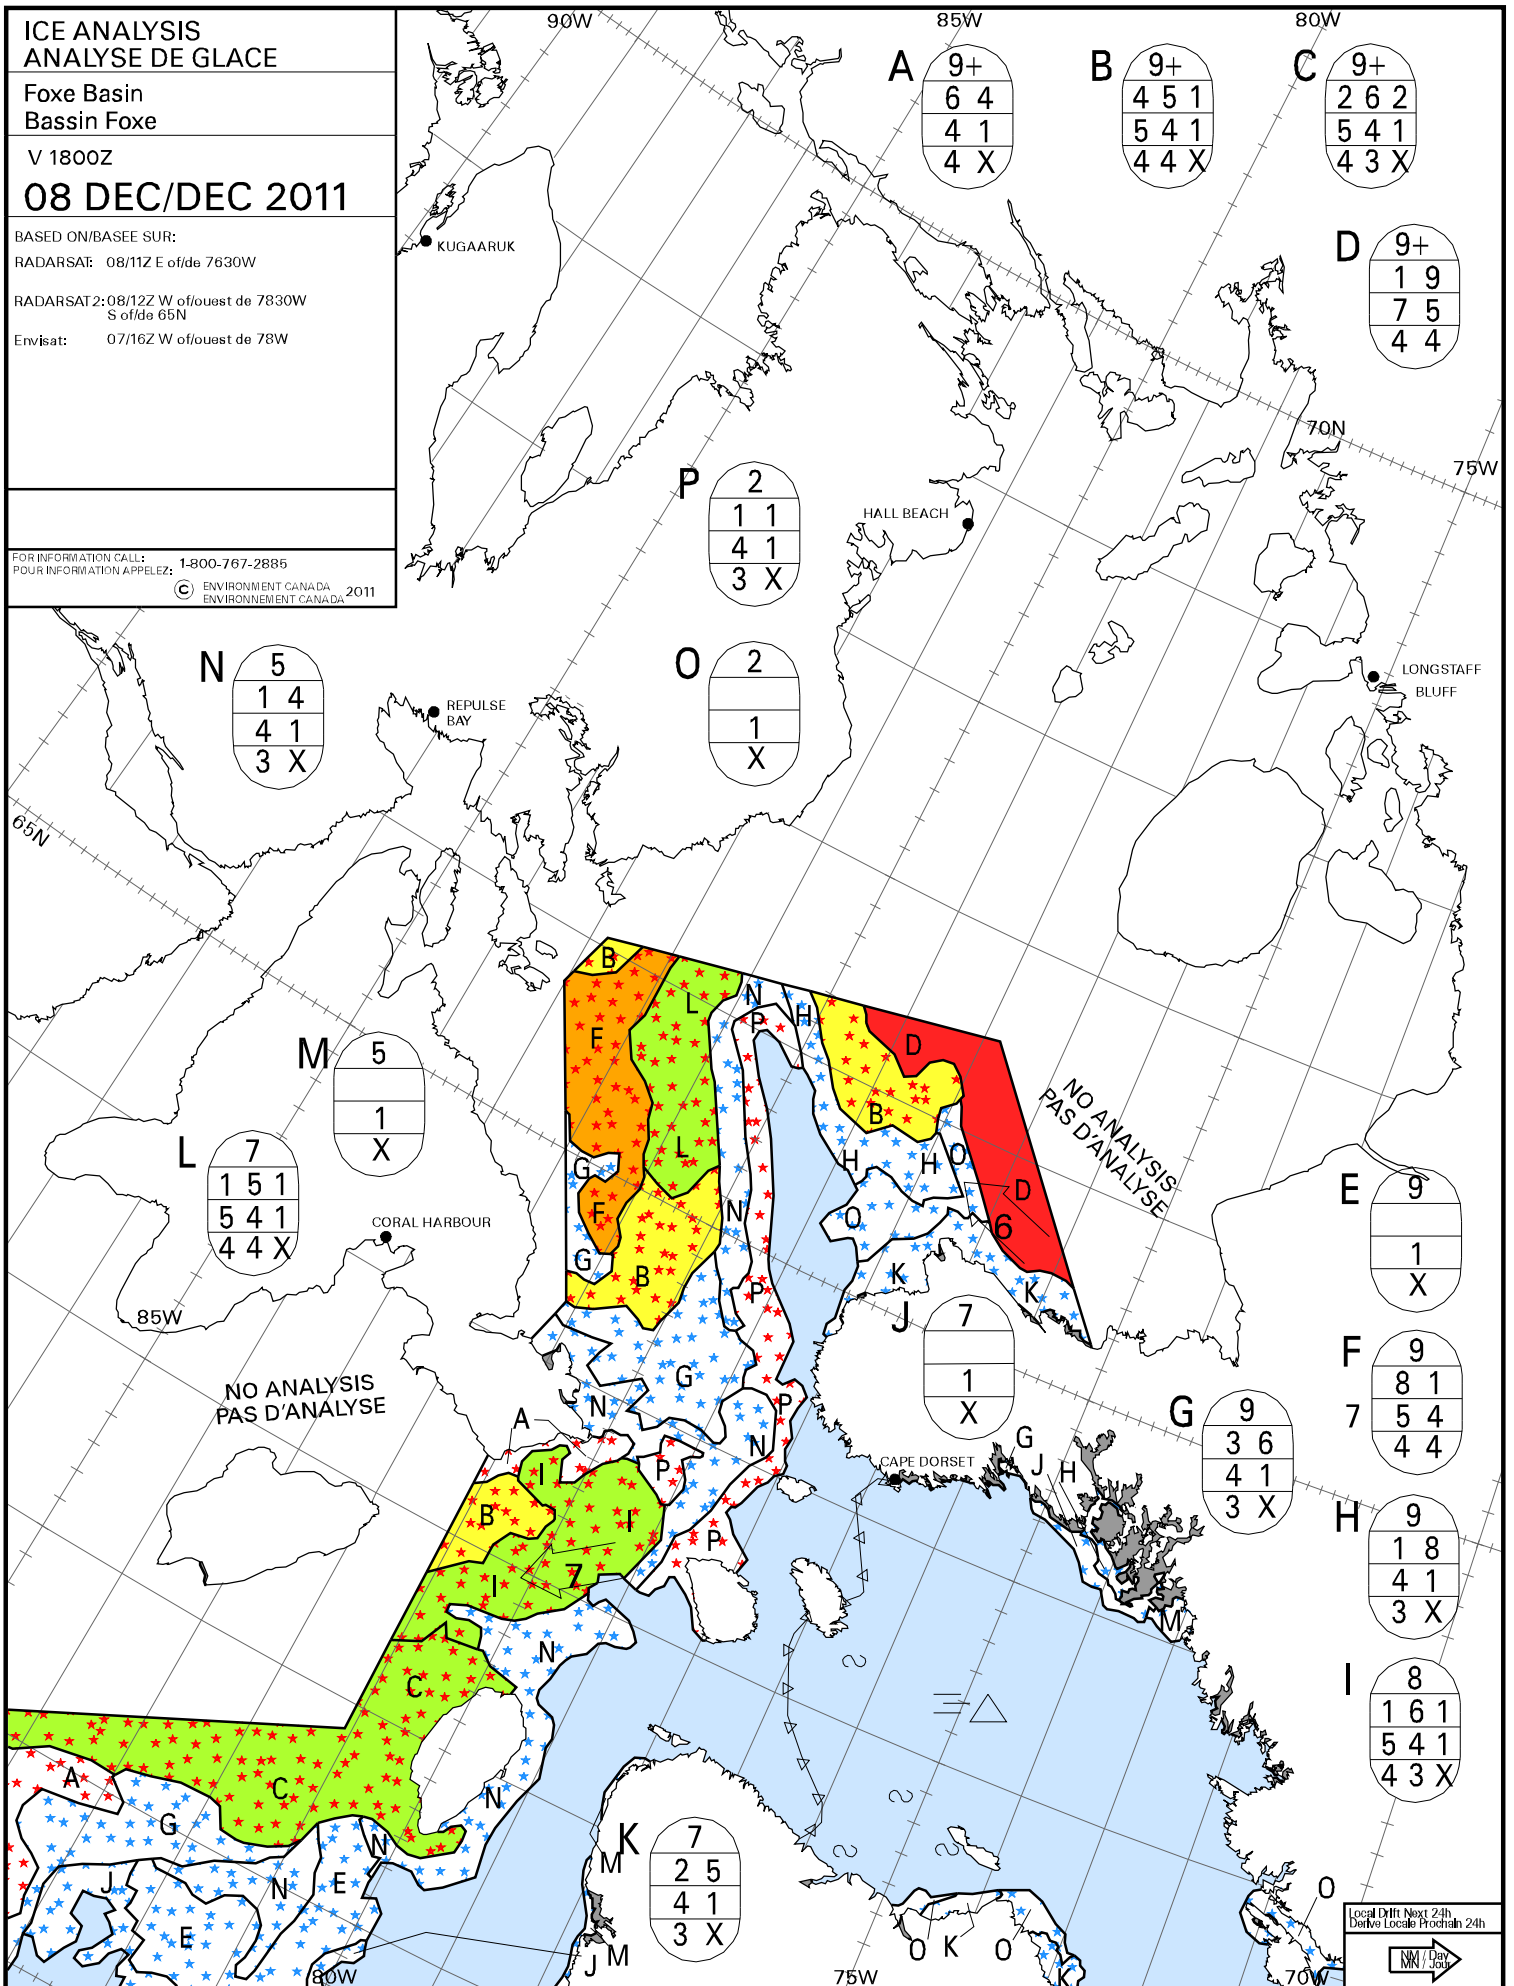 ICE ANALYSIS
ANALYSE DE GLACE
Foxe Basin
Bassin Foxe
V 1800Z
08 DEC/DEC 2011
BASED ON/BASEE SUR:
RADARSAT: 08/11Z E of/de 7630W
RADARSAT2: 08/12Z W of/ouest de 7830W
S of/de 65N
Envisat: 07/16Z W of/ouest de 78W
FOR INFORMATION CALL:
POUR INFORMATION APPELEZ: 1-800-767-2885
© ENVIRONMENT CANADA
ENVIRONNEMENT CANADA 2011
90W
85W
80W
A
9+
6 4
4 1
4 X
B
9+
4 5 1
5 4 1
4 4 X
C
9+
2 6 2
5 4 1
4 3 X
D
9+
1 9
7 5
4 4
KUGAARUK
70N
75W
P
2
1 1
4 1
3 X
HALL BEACH
N
5
1 4
4 1
3 X
O
2
1
X
REPULSE
BAY
LONGSTAFF
BLUFF
65N
B
F
L
N
P
H
D
B
L
G
F
G
B
N
P
H
H
O
D
O
6
K
K
NO ANALYSIS
PAS D'ANALYSE
M
5
1
X
L
7
1 5 1
5 4 1
4 4 X
CORAL HARBOUR
85W
E
9
1
X
J
7
1
X
F
9
8 1
7 5 4
4 4
G
9
3 6
4 1
3 X
NO ANALYSIS
PAS D'ANALYSE
G
N
P
N
A
I
P
B
I
P
I
7
N
C
CAPE DORSET
G
J
H
M
H
9
1 8
4 1
3 X
I
8
1 6 1
5 4 1
4 3 X
A
C
G
N
N
J
N
E
E
K
7
2 5
4 1
3 X
M
J
M
O
K
O
K
O
80W
75W
70W
Local Drift Next 24h
Derive Locale Prochain 24h
NM / Day
MN / Jour